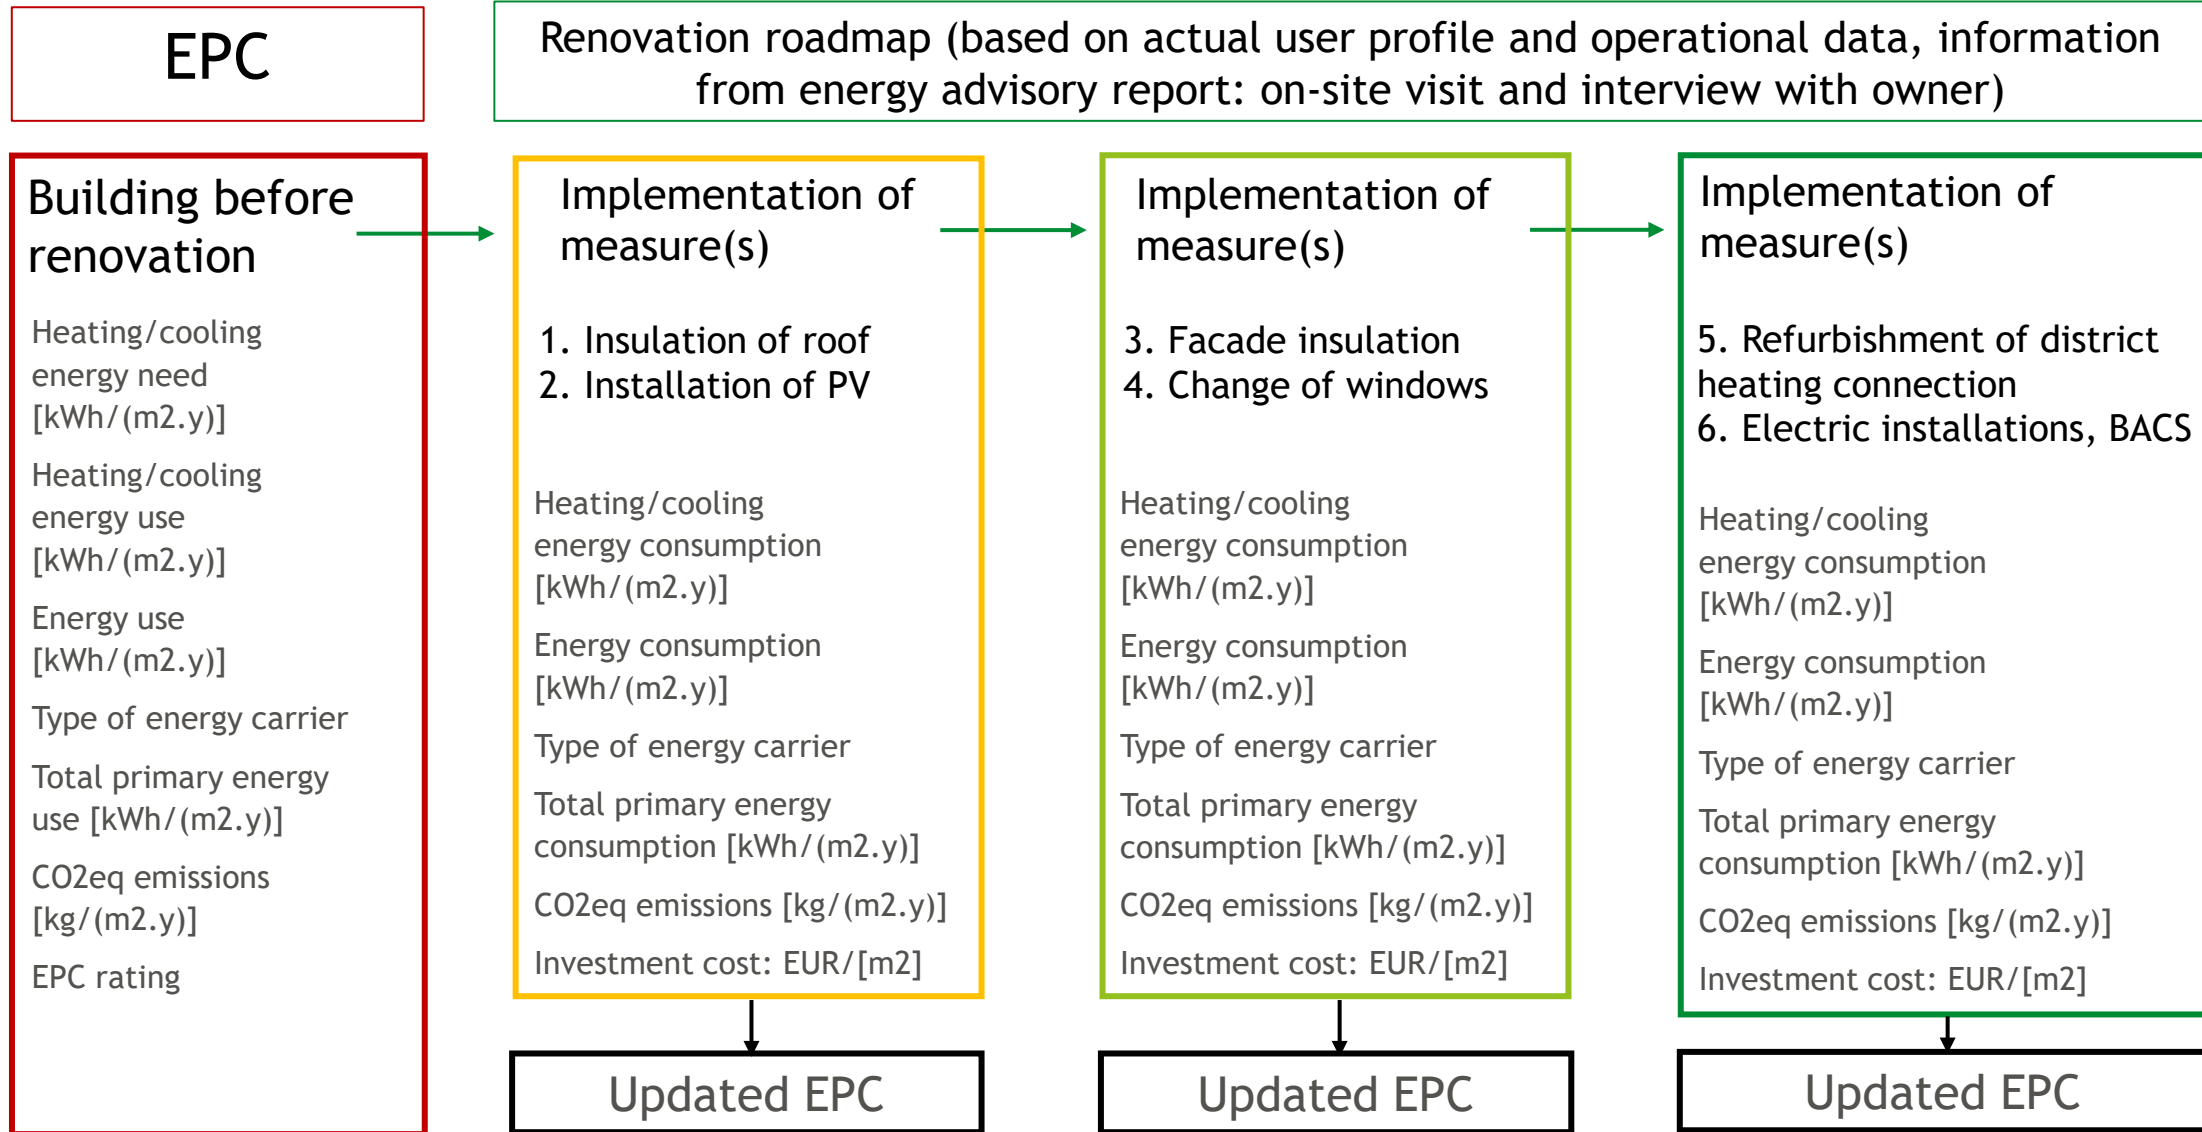 EPC
Renovation roadmap (based on actual user profile and operational data, information
from energy advisory report: on-site visit and interview with owner)
Building before
renovation
Heating/cooling
energy need
[kWh/(m2.y)]
Heating/cooling
energy use
[kWh/(m2.y)]
Energy use
[kWh/(m2.y)]
Type of energy carrier
Total primary energy
use [kWh/(m2.y)]
CO2eq emissions
[kg/(m2.y)]
EPC rating
Implementation of
measure(s)
1. Insulation of roof
2. Installation of PV
Heating/cooling
energy consumption
[kWh/(m2.y)]
Energy consumption
[kWh/(m2.y)]
Type of energy carrier
Total primary energy
consumption [kWh/(m2.y)]
CO2eq emissions [kg/(m2.y)]
Investment cost: EUR/[m2]
Updated EPC
Implementation of
measure(s)
3. Facade insulation
4. Change of windows
Heating/cooling
energy consumption
[kWh/(m2.y)]
Energy consumption
[kWh/(m2.y)]
Type of energy carrier
Total primary energy
consumption [kWh/(m2.y)]
CO2eq emissions [kg/(m2.y)]
Investment cost: EUR/[m2]
Updated EPC
Implementation of
measure(s)
5. Refurbishment of district
heating connection
6. Electric installations, BACS
Heating/cooling
energy consumption
[kWh/(m2.y)]
Energy consumption
[kWh/(m2.y)]
Type of energy carrier
Total primary energy
consumption [kWh/(m2.y)]
CO2eq emissions [kg/(m2.y)]
Investment cost: EUR/[m2]
Updated EPC